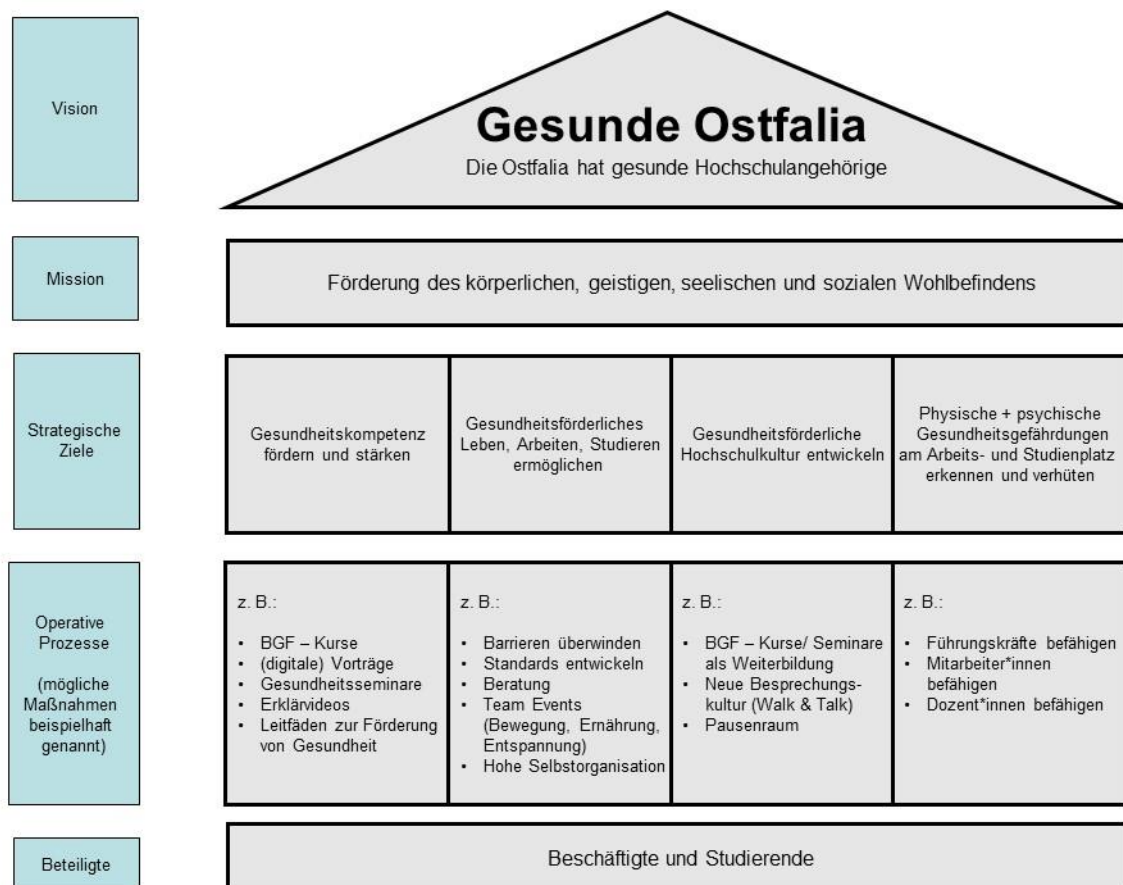 Vision
Gesunde Ostfalia
Die Ostfalia hat gesunde Hochschulangehörige
Mission
Förderung des körperlichen, geistigen, seelischen und sozialen Wohlbefindens
Strategische
Ziele
Gesundheitskompetenz
fördern und stärken
Gesundheitsförderliches
Leben, Arbeiten, Studieren
ermöglichen
Gesundheitsförderliche
Hochschulkultur entwickeln
Physische + psychische
Gesundheitsgefährdungen
am Arbeits- und Studienplatz
erkennen und verhüten
Operative
Prozesse
(mögliche
Maßnahmen
beispielhaft
genannt)
z. B.:
• BGF – Kurse
• (digitale) Vorträge
• Gesundheitsseminare
• Erklärvideos
• Leitfäden zur Förderung
von Gesundheit
z. B.:
• Barrieren überwinden
• Standards entwickeln
• Beratung
• Team Events
(Bewegung, Ernährung,
Entspannung)
• Hohe Selbstorganisation
z. B.:
• BGF – Kurse/ Seminare
als Weiterbildung
• Neue Besprechungs-
kultur (Walk & Talk)
• Pausenraum
z. B.:
• Führungskräfte befähigen
• Mitarbeiter*innen
befähigen
• Dozent*innen befähigen
Beteiligte
Beschäftigte und Studierende